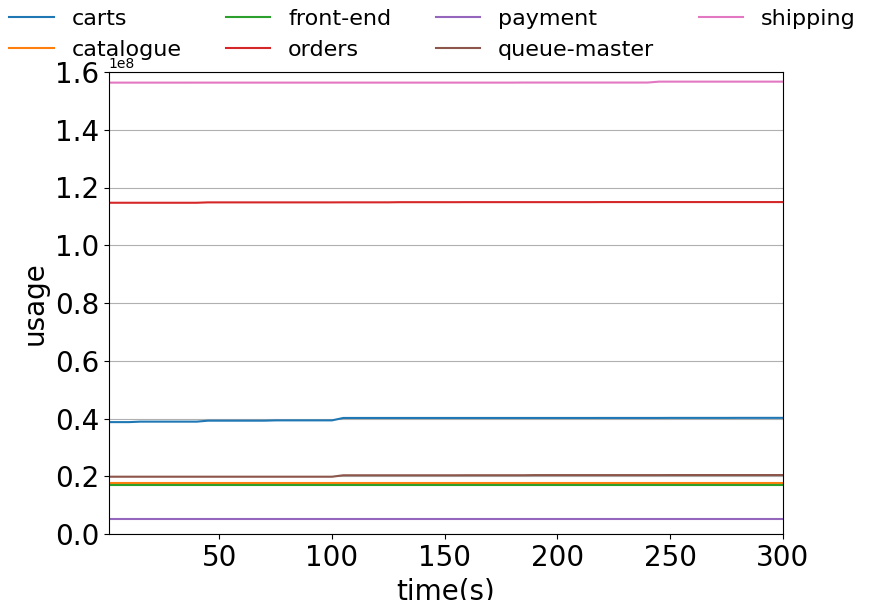 carts front-end payment shipping
catalogue orders queue-master
1e8
1.6
1.4
1.2
1.0
0.8
0.6
0.4
0.2
0.0
usage
50 100 150 200 250 300
time(s)